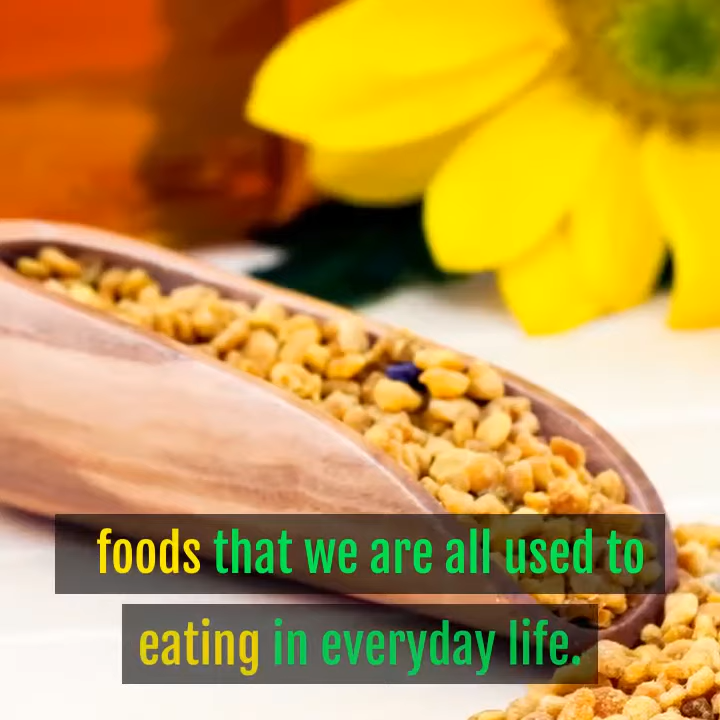 foods that we are all used to
eating in everyday life.